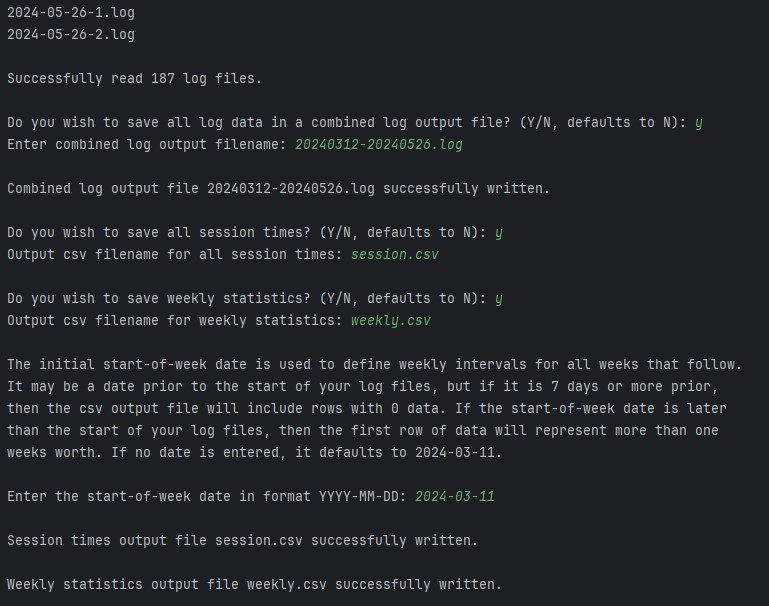 2024-05-26-1.log
2024-05-26-2.log
Successfully read 187 log files.
Do you wish to save all log data in a combined log output file? (Y/N, defaults to N): y
Enter combined log output filename: 20240312-20240526.log
Combined log output file 20240312-20240526.log successfully written.
Do you wish to save all session times? (Y/N, defaults to N): y
Output csv filename for all session times: session.csv
Do you wish to save weekly statistics? (Y/N, defaults to N): y
Output csv filename for weekly statistics: weekly.csv
The initial start-of-week date is used to define weekly intervals for all weeks that follow.
It may be a date prior to the start of your log files, but if it is 7 days or more prior,
then the csv output file will include rows with 0 data. If the start-of-week date is later
than the start of your log files, then the first row of data will represent more than one
weeks worth. If no date is entered, it defaults to 2024-03-11.
Enter the start-of-week date in format YYYY-MM-DD: 2024-03-11
Session times output file session.csv successfully written.
Weekly statistics output file weekly.csv successfully written.